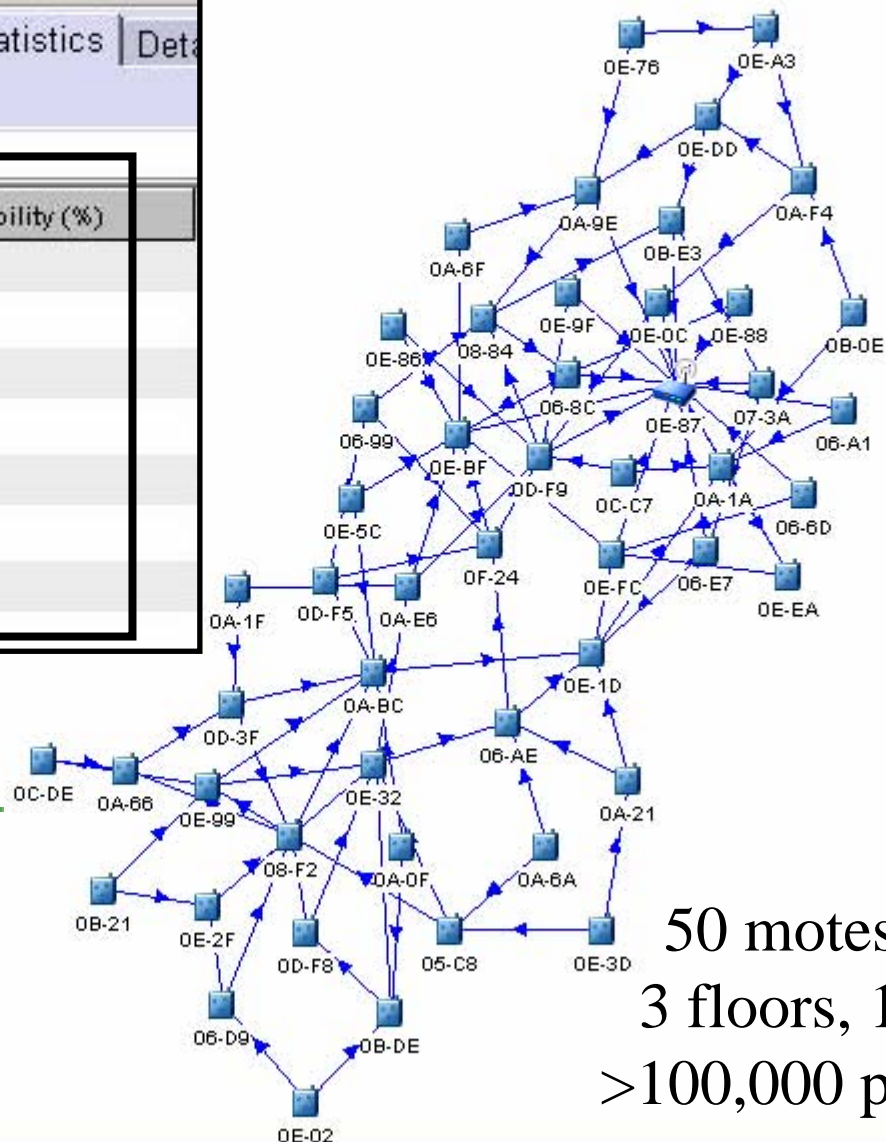 atistics Deta
bility (%)
0E-76
0E-A3
0E-DD
0A-9E
0A-F4
0A-6F
0B-E3
0E-9F
0E-0C
0E-88
0B-0E
0E-86
08-84
06-8C
0E-87
07-3A
06-A1
06-99
0E-BF
0D-F9
0C-C7
0A-1A
06-6D
0E-5C
0F-24
0E-FC
06-E7
0E-EA
0A-1F
0D-F5
0A-E6
0E-1D
0A-BC
0D-3F
06-AE
0C-DE
0A-66
0E-99
0E-32
0A-21
08-F2
0A-0F
0A-6A
0B-21
0E-2F
0D-F8
05-C8
0E-3D
50 motes
3 floors, 1
06-D9
0B-DE
>100,000 p
0E-02